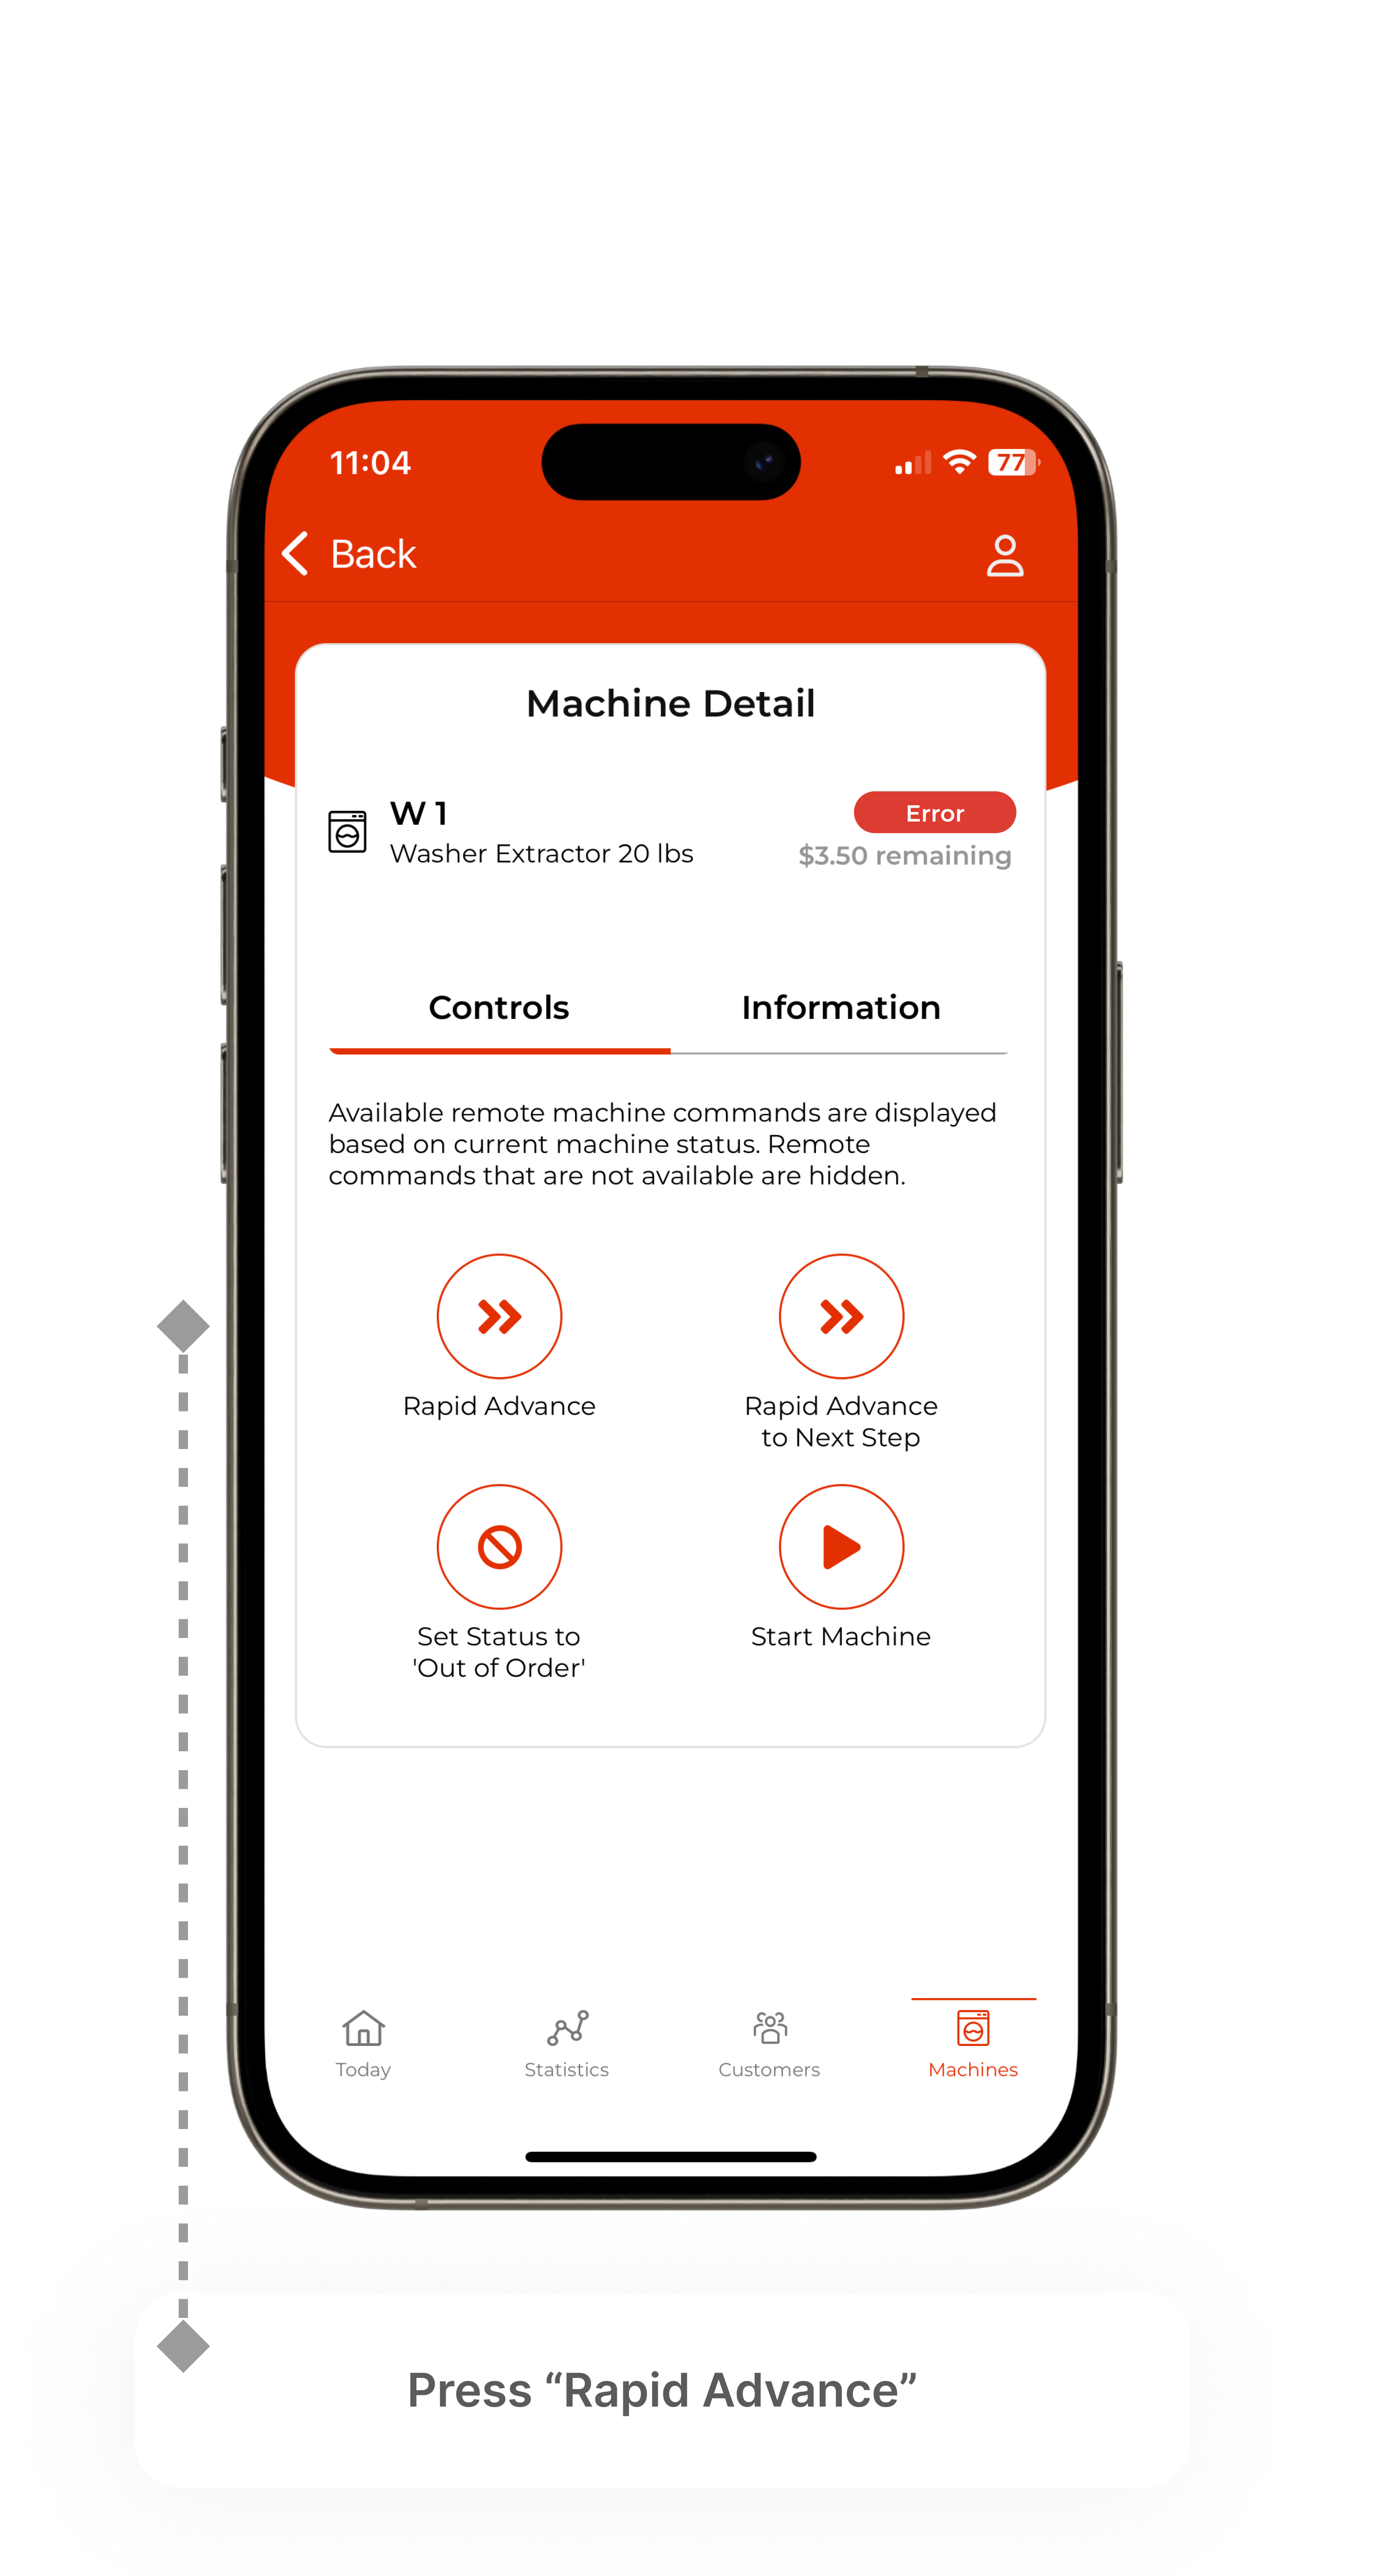 11:04
77
Back
Machine Detail
W 1
Error
Washer Extractor 20 lbs
$3.50 remaining
Controls
Information
Available remote machine commands are displayed
based on current machine status. Remote
commands that are not available are hidden.
Rapid Advance
Rapid Advance
to Next Step
Set Status to
'Out of Order'
Start Machine
Today
Statistics
Customers
Machines
Press “Rapid Advance”